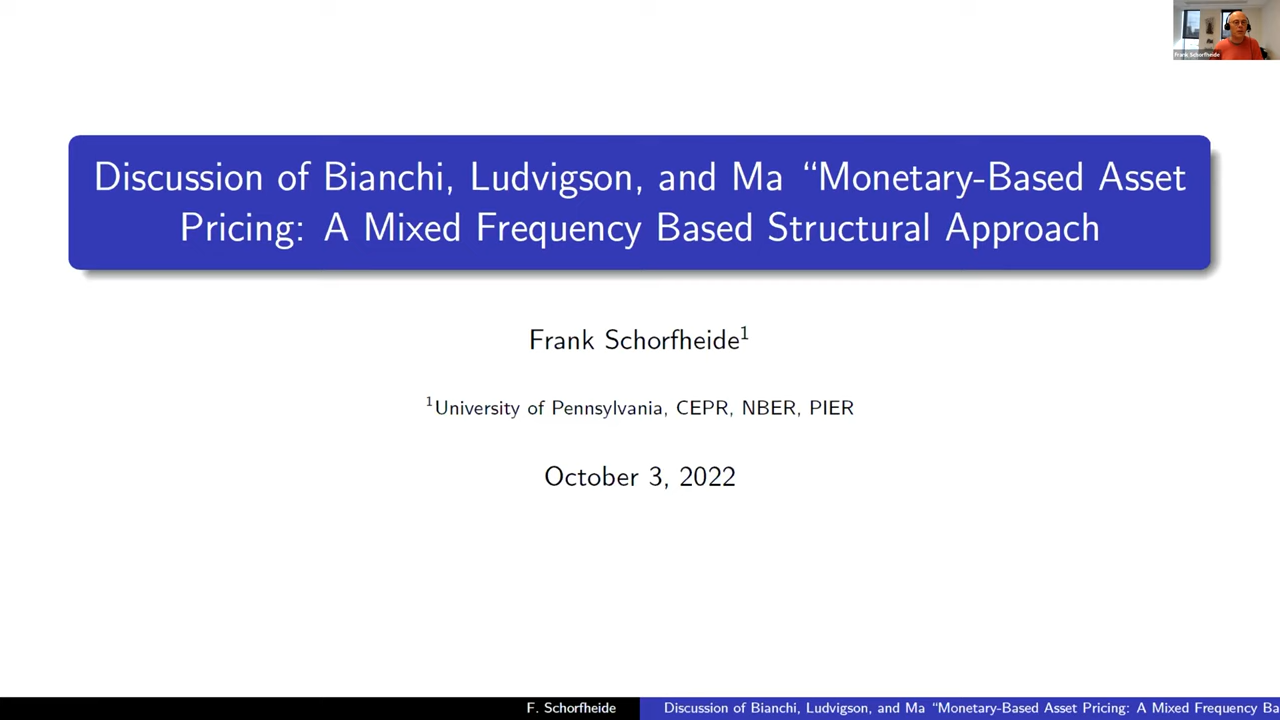 Frank Schorfheide
Discussion of Bianchi, Ludvigson, and Ma “Monetary-Based Asset
Pricing: A Mixed Frequency Based Structural Approach
Frank Schorfheide¹
¹University of Pennsylvania, CEPR, NBER, PIER
October 3, 2022
F. Schorfheide
Discussion of Bianchi, Ludvigson, and Ma “Monetary-Based Asset Pricing: A Mixed Frequency Ba